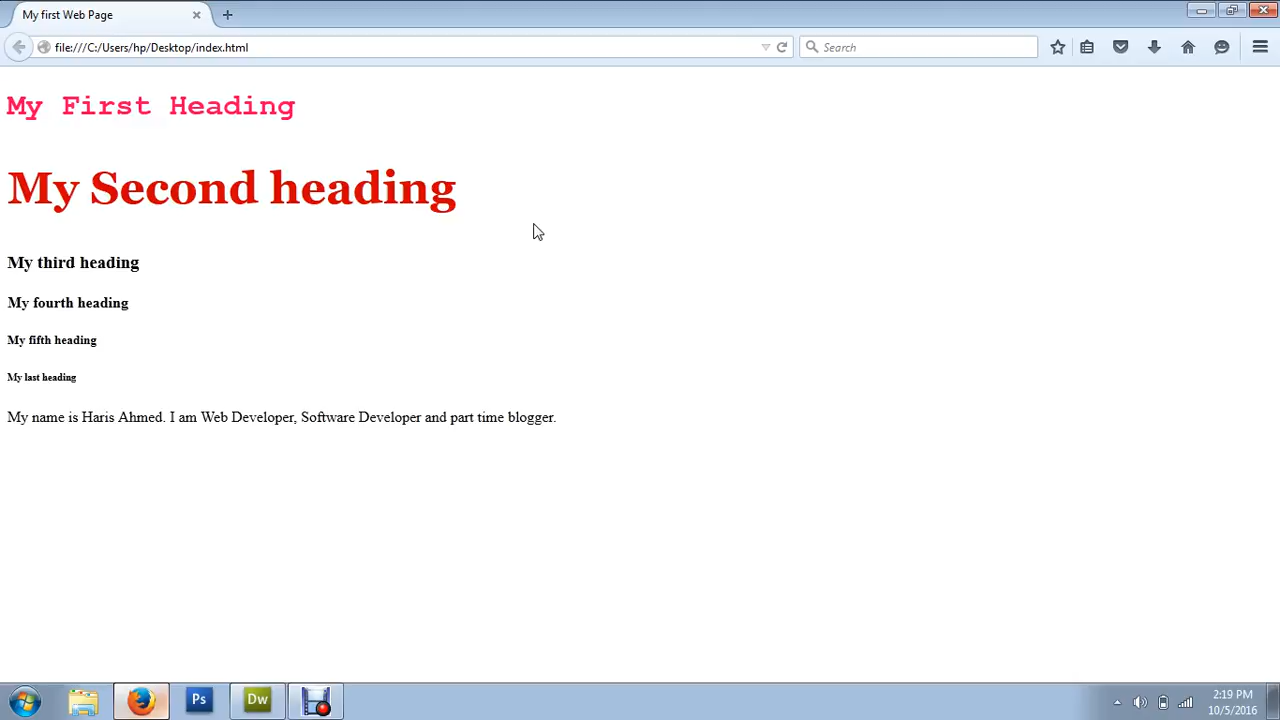 My first Web Page
file:///C:/Users/hp/Desktop/index.html
Search
My First Heading
My Second heading
My third heading
My fourth heading
My fifth heading
My last heading
My name is Haris Ahmed. I am Web Developer, Software Developer and part time blogger.
Ps
Dw
2:19 PM
10/5/2016